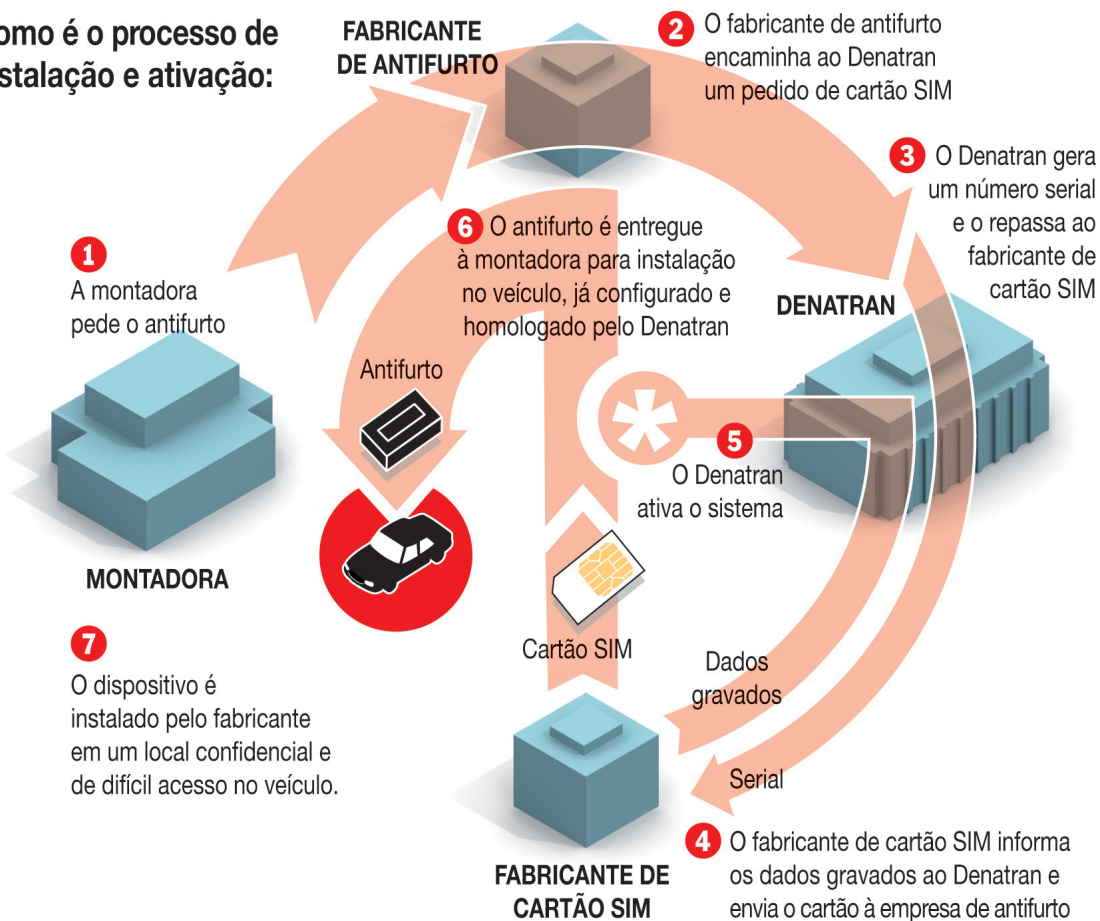 omo é o processo de
stalação e ativação:
FABRICANTE
DE ANTIFURTO
2 O fabricante de antifurto
encaminha ao Denatran
um pedido de cartão SIM
3 O Denatran gera
um número serial
e o repassa ao
fabricante de
cartão SIM
1
A montadora
pede o antifurto
6 O antifurto é entregue
à montadora para instalação
no veículo, já configurado e
homologado pelo Denatran
DENATRAN
Antifurto
*
5
O Denatran
ativa o sistema
MONTADORA
Cartão SIM
7
O dispositivo é
instalado pelo fabricante
em um local confidencial e
de difícil acesso no veículo.
Dados
gravados
Serial
4 O fabricante de cartão SIM informa
os dados gravados ao Denatran e
envia o cartão à empresa de antifurto
FABRICANTE DE
CARTÃO SIM